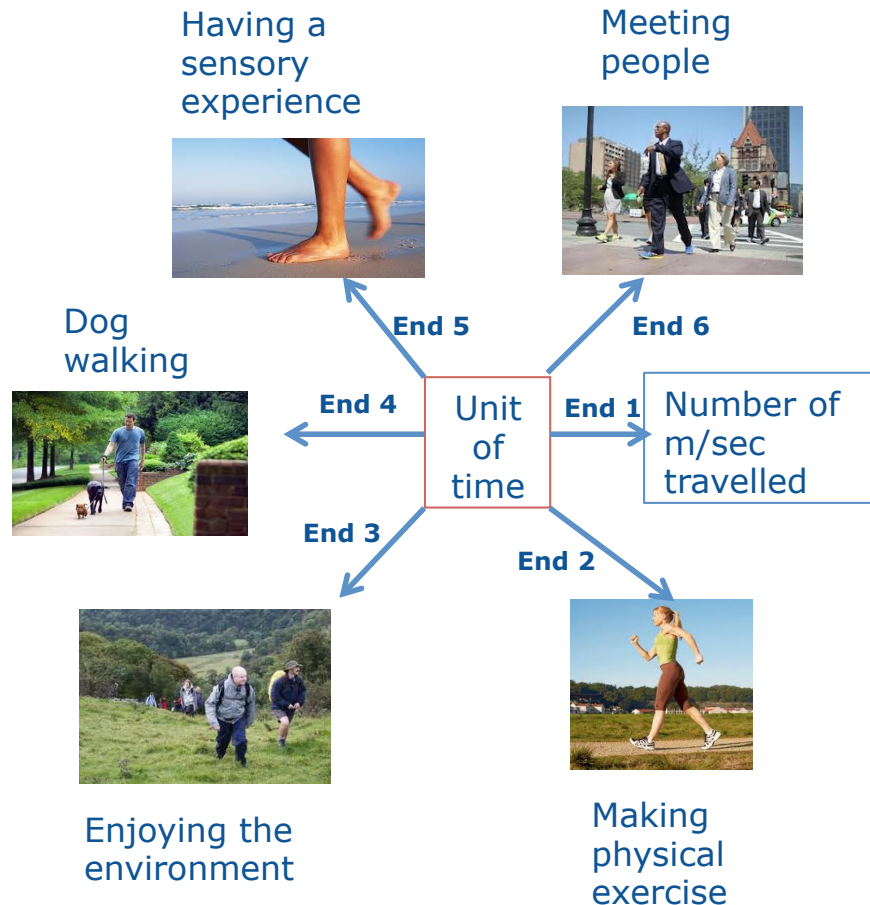 Having a
sensory
experience
Meeting
people
Dog
walking
End 5
End 6
End 4
Unit
of
time
End 1
Number of
m/sec
travelled
End 3
End 2
Enjoying the
environment
Making
physical
exercise